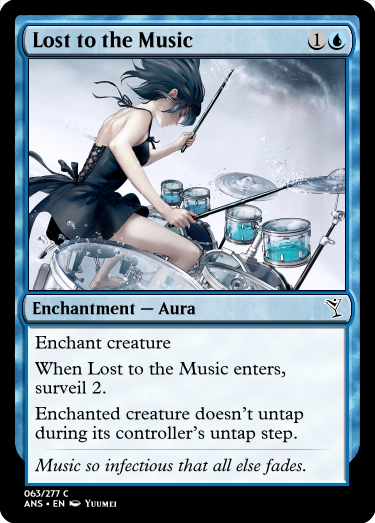 Lost to the Music 1
Enchantment — Aura
Enchant creature
When Lost to the Music enters,
surveil 2.
Enchanted creature doesn't untap
during its controller's untap step.
Music so infectious that all else fades.
063/277 C
ANS • EN Yuumei